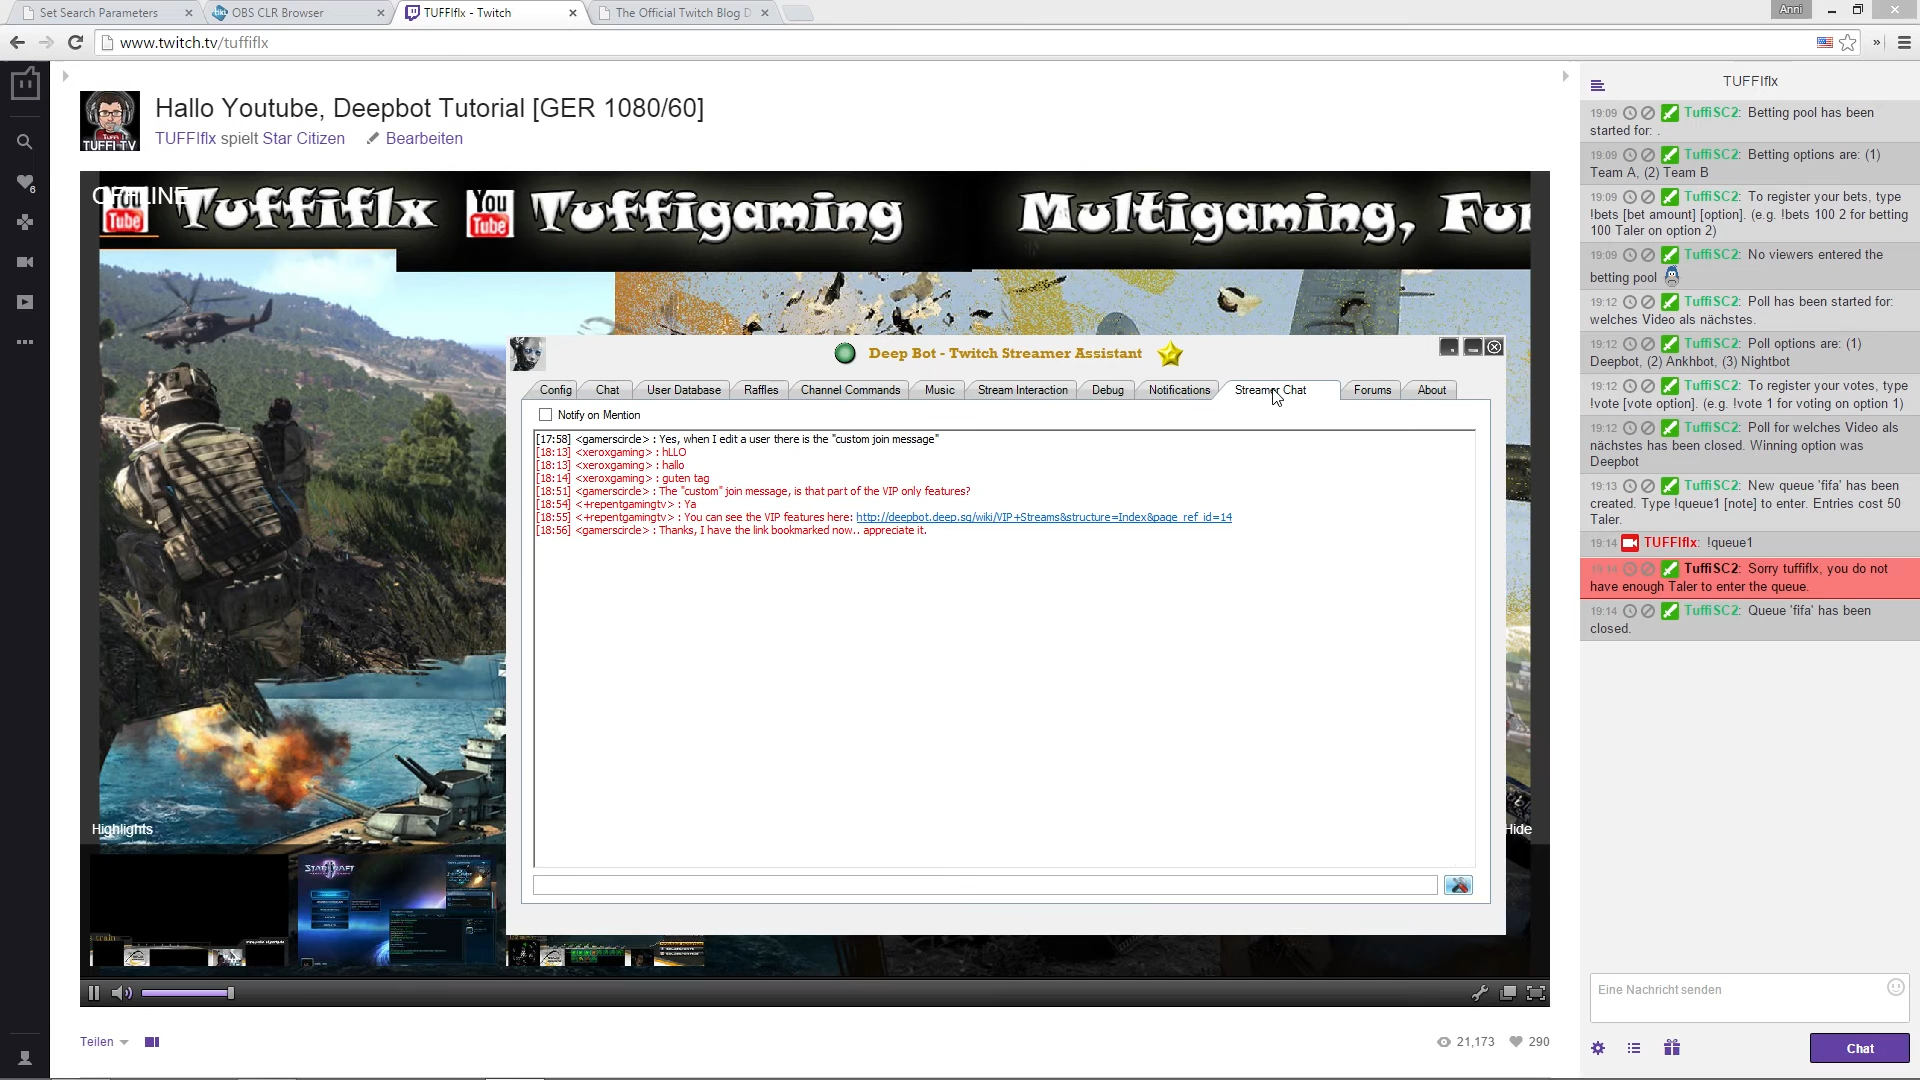 Set Search Parameters
OBS CLR Browser
TUFFIflx - Twitch
The Official Twitch Blog D
Anni
www.twitch.tv/tuffiflx
6
TUFFI TV
Hallo Youtube, Deepbot Tutorial [GER 1080/60]
TUFFIflx spielt Star Citizen
Bearbeiten
OFFLINE
You Tube
Tuffiflx
You Tube
Tuffigaming
Multigaming, Fu
Deep Bot - Twitch Streamer Assistant
Config
Chat
User Database
Raffles
Channel Commands
Music
Stream Interaction
Debug
Notifications
Streamer Chat
Forums
About
Notify on Mention
[17:58] <gamerscircle> : Yes, when I edit a user there is the "custom join message"
[18:13] <xeroxgaming> : hLLO
[18:13] <xeroxgaming> : hallo
[18:14] <xeroxgaming> : guten tag
[18:51] <gamerscircle> : The "custom" join message, is that part of the VIP only features?
[18:54] <+repentgamingtv> : Ya
[18:55] <+repentgamingtv> : You can see the VIP features here: http://deepbot.deep.sg/wiki/VIP+Streams&structure=Index&page_ref_id=14
[18:56] <gamerscircle> : Thanks, I have the link bookmarked now.. appreciate it.
Highlights
Hide
STARCRAFT
Teilen
21,173
290
TUFFIflx
19:09 TuffiSC2: Betting pool has been
started for: .
19:09 TuffiSC2: Betting options are: (1)
Team A, (2) Team B
19:09 TuffiSC2: To register your bets, type
!bets [bet amount] [option]. (e.g. !bets 100 2 for betting
100 Taler on option 2)
19:09 TuffiSC2: No viewers entered the
betting pool
19:12 TuffiSC2: Poll has been started for:
welches Video als nächstes.
19:12 TuffiSC2: Poll options are: (1)
Deepbot, (2) Ankhbot, (3) Nightbot
19:12 TuffiSC2: To register your votes, type
!vote [vote option]. (e.g. !vote 1 for voting on option 1)
19:12 TuffiSC2: Poll for welches Video als
nächstes has been closed. Winning option was
Deepbot
19:13 TuffiSC2: New queue 'fifa' has been
created. Type !queue1 [note] to enter. Entries cost 50
Taler.
19:14 TUFFIflx: !queue1
19:14 TuffiSC2: Sorry tuffiflx, you do not
have enough Taler to enter the queue.
19:14 TuffiSC2: Queue 'fifa' has been
closed.
Eine Nachricht senden
Chat